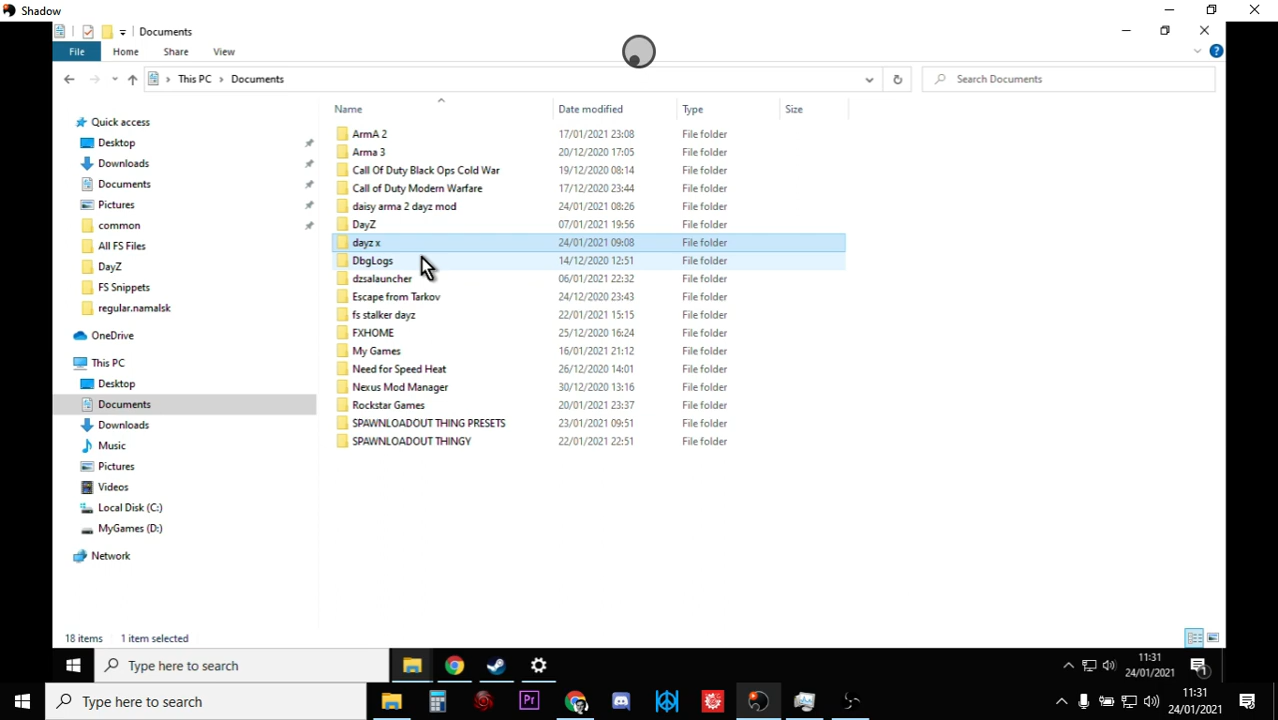 Shadow
Documents
File Home Share View
This PC > Documents
Search Documents
Name Date modified Type Size
Quick access
Desktop
Downloads
Documents
Pictures
common
All FS Files
DayZ
FS Snippets
regular.namalsk
OneDrive
This PC
Desktop
Documents
Downloads
Music
Pictures
Videos
Local Disk (C:)
MyGames (D:)
Network
ArmA 2 17/01/2021 23:08 File folder
Arma 3 20/12/2020 17:05 File folder
Call Of Duty Black Ops Cold War 19/12/2020 08:14 File folder
Call of Duty Modern Warfare 17/12/2020 23:44 File folder
daisy arma 2 dayz mod 24/01/2021 08:26 File folder
DayZ 07/01/2021 19:56 File folder
dayz x 24/01/2021 09:08 File folder
DbgLogs 14/12/2020 12:51 File folder
dzsalauncher 06/01/2021 22:32 File folder
Escape from Tarkov 24/12/2020 23:43 File folder
fs stalker dayz 22/01/2021 15:15 File folder
FXHOME 25/12/2020 16:24 File folder
My Games 16/01/2021 21:12 File folder
Need for Speed Heat 26/12/2020 14:01 File folder
Nexus Mod Manager 30/12/2020 13:16 File folder
Rockstar Games 20/01/2021 23:37 File folder
SPAWNLOADOUT THING PRESETS 23/01/2021 09:51 File folder
SPAWNLOADOUT THINGY 22/01/2021 22:51 File folder
18 items 1 item selected
Type here to search
11:31
24/01/2021
1
Type here to search
Pr
11:31
24/01/2021